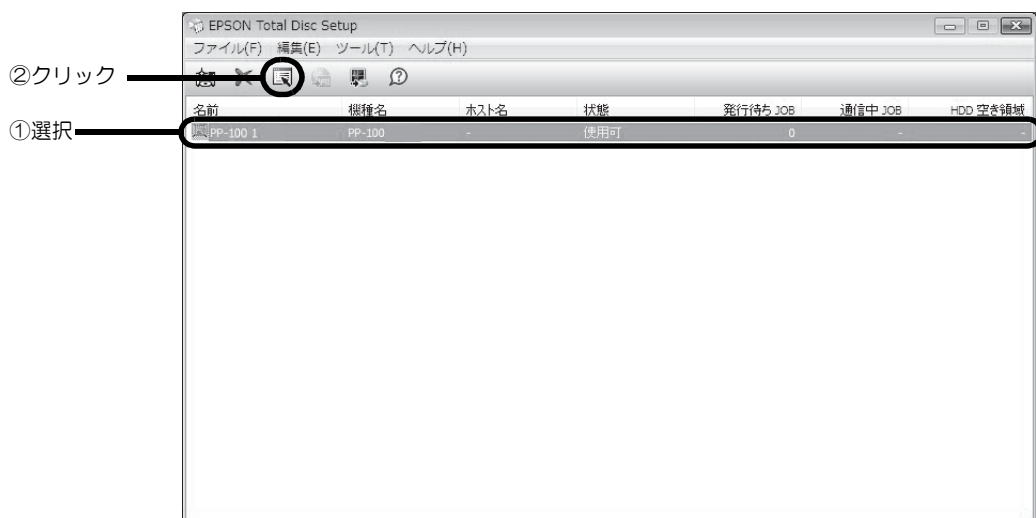 EPSON Total Disc Setup
ファイル(F) 編集(E) ツール(T) ヘルプ(H)
②クリック
名前 機種名 ホスト名 状態 発行待ち JOB 通信中 JOB HDD 空き領域
①選択 PP-100 1 PP-100 - 使用可 0 - -